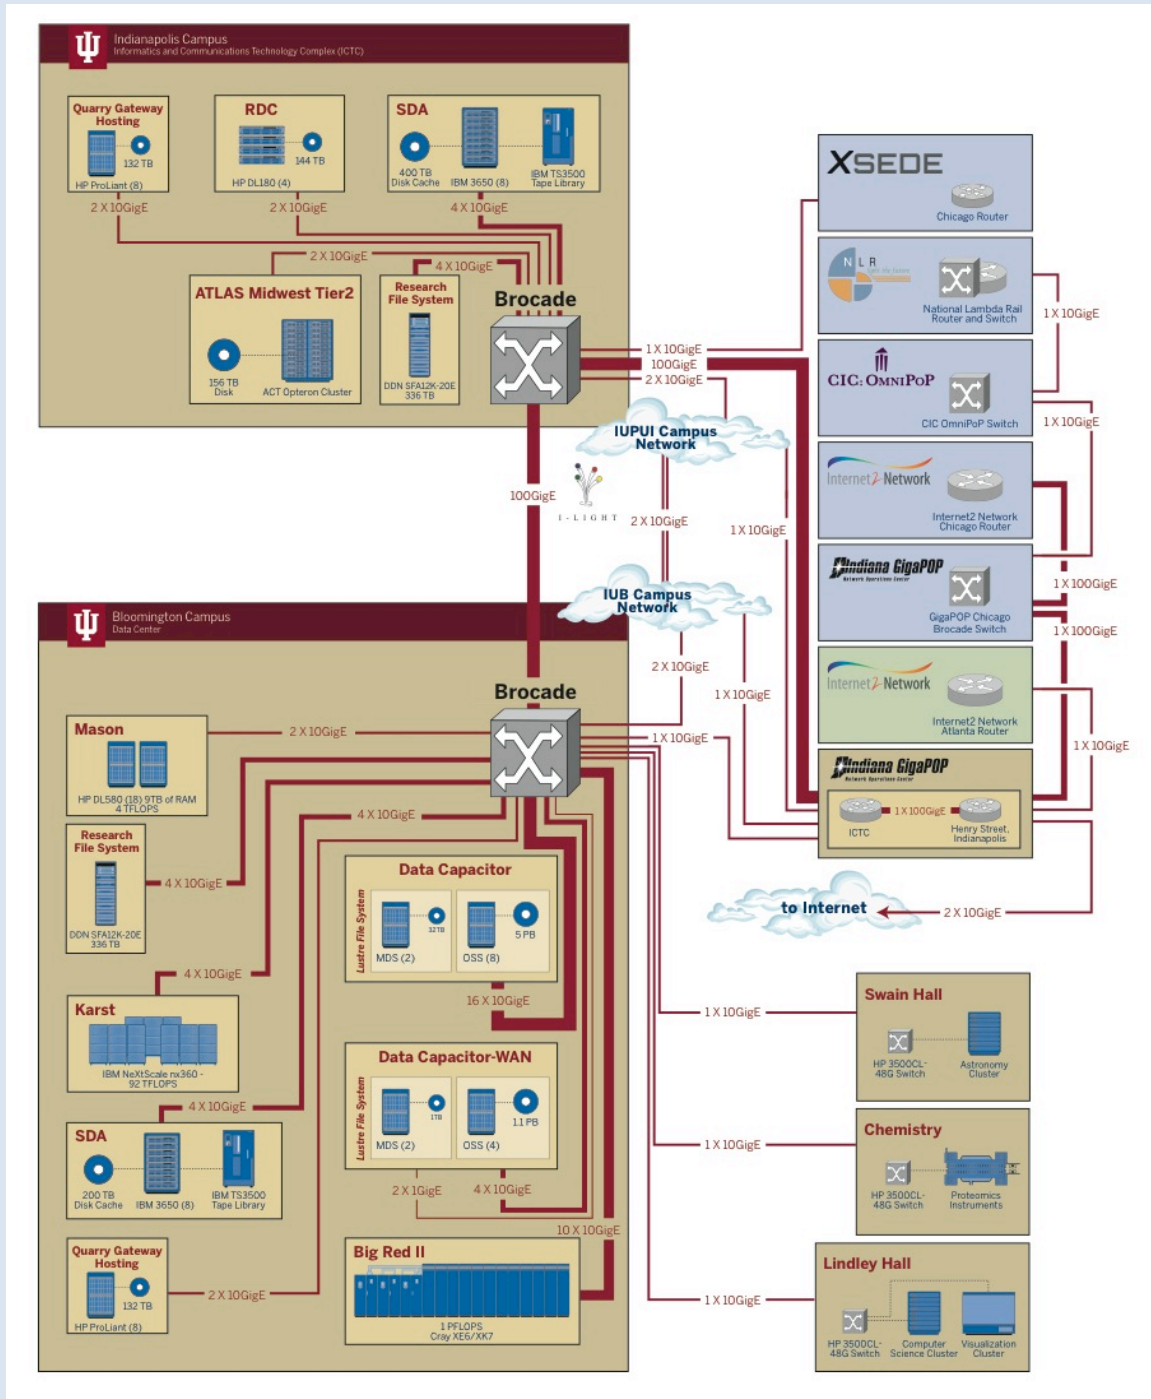 Indianapolis Campus
Informatics and Communications Technology Complex (ICTC)
Quarry Gateway
Hosting
132 TB
HP ProLiant (8)
RDC
144 TB
HP DL180 (4)
SDA
400 TB
Disk Cache
IBM 3650 (8)
IBM TS3500
Tape Library
2 X 10GigE
2 X 10GigE
4 X 10GigE
2 X 10GigE
4 X 10GigE
ATLAS Midwest Tier2
156 TB
Disk
ACT Opteron Cluster
Research
File System
DDN SFA12K-20E
336 TB
Brocade
1 X 10GigE
100GigE
2 X 10GigE
IUPUI Campus
Network
100GigE
I-LIGHT
2 X 10GigE
1 X 10GigE
IUB Campus
Network
2 X 10GigE
1 X 10GigE
1 X 10GigE
XSEDE
Chicago Router
NLR
National Lambda Rail
Router and Switch
1 X 10GigE
CIC: OMNIPOP
CIC OmniPoP Switch
1 X 10GigE
Internet2 Network
Internet2 Network
Chicago Router
Indiana GigaPOP
Network Operations Center
GigaPOP Chicago
Brocade Switch
1 X 100GigE
1 X 100GigE
Internet2 Network
Internet2 Network
Atlanta Router
1 X 10GigE
Indiana GigaPOP
Network Operations Center
ICTC
1 X 100GigE
Henry Street,
Indianapolis
to Internet
2 X 10GigE
Bloomington Campus
Data Center
Brocade
Mason
HP DL580 (18) 9TB of RAM
4 TFLOPS
2 X 10GigE
Research
File System
DDN SFA12K-20E
336 TB
4 X 10GigE
4 X 10GigE
4 X 10GigE
Karst
IBM NeXtScale nx360 -
92 TFLOPS
4 X 10GigE
SDA
200 TB
Disk Cache
IBM 3650 (8)
IBM TS3500
Tape Library
Quarry Gateway
Hosting
132 TB
HP ProLiant (8)
2 X 10GigE
Data Capacitor
Lustre File System
32TB
MDS (2)
5 PB
OSS (8)
16 X 10GigE
Data Capacitor-WAN
Lustre File System
1TB
MDS (2)
1.1 PB
OSS (4)
2 X 1GigE
4 X 10GigE
10 X 10GigE
Big Red II
1 PFLOPS
Cray XE6/XK7
1 X 10GigE
Swain Hall
HP 3500CL-
48G Switch
Astronomy
Cluster
1 X 10GigE
Chemistry
HP 3500CL-
48G Switch
Proteomics
Instruments
1 X 10GigE
Lindley Hall
HP 3500CL-
48G Switch
Computer
Science Cluster
Visualization
Cluster